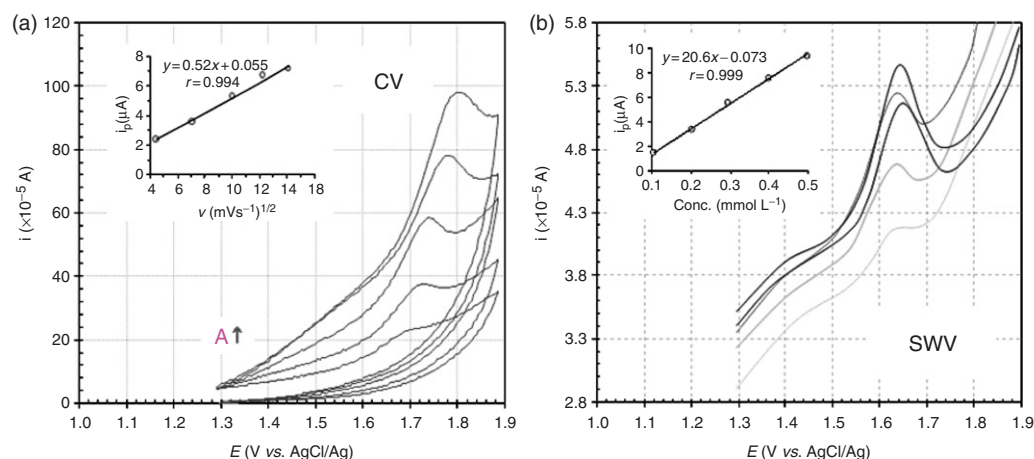 (a)
120
100
80
60
40
20
0
i (×10⁻⁵ A)
1.0 1.1 1.2 1.3 1.4 1.5 1.6 1.7 1.8 1.9
E (V vs. AgCl/Ag)
CV
A↑
y=0.52x+0.055
r=0.994
8
6
4
2
0
iₚ(μA)
4 6 8 10 12 14 18
v (mVs⁻¹)¹/²
(b)
5.8
5.3
4.8
4.3
3.8
3.3
2.8
i (×10⁻⁵ A)
1.0 1.1 1.2 1.3 1.4 1.5 1.6 1.7 1.8 1.9
E (V vs. AgCl/Ag)
SWV
y=20.6x−0.073
r=0.999
10
8
6
4
2
0
iₚ(μA)
0.1 0.2 0.3 0.4 0.5
Conc. (mmol L⁻¹)